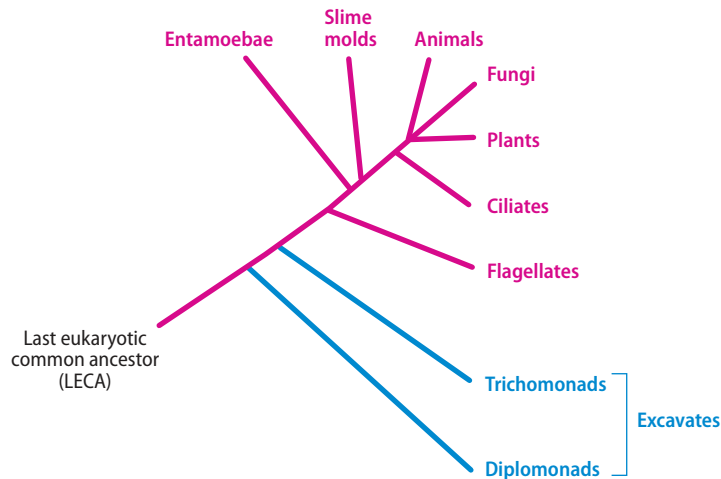 Entamoebae
Slime
molds
Animals
Fungi
Plants
Ciliates
Flagellates
Last eukaryotic
common ancestor
(LECA)
Trichomonads
Excavates
Diplomonads